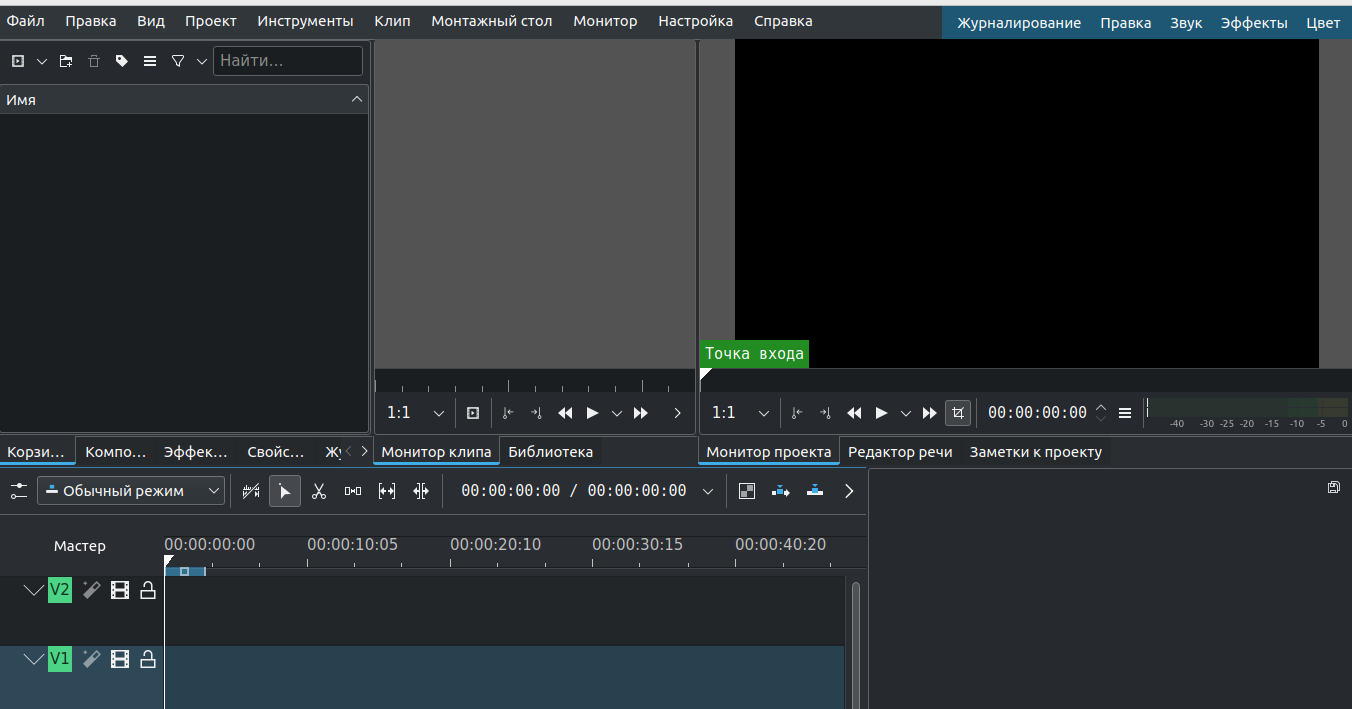 Файл Правка Вид Проект Инструменты Клип Монтажный стол Монитор Настройка Справка Журналирование Правка Звук Эффекты Цвет
Найти...
Имя
Точка входа
1:1
1:1 00:00:00:00
-40 -30 -25 -20 -15 -10 -5 0
Корзи... Компо... Эффек... Свойс... Жу Монитор клипа Библиотека Монитор проекта Редактор речи Заметки к проекту
Обычный режим 00:00:00:00 / 00:00:00:00
Мастер 00:00:00:00 00:00:10:05 00:00:20:10 00:00:30:15 00:00:40:20
V2
V1